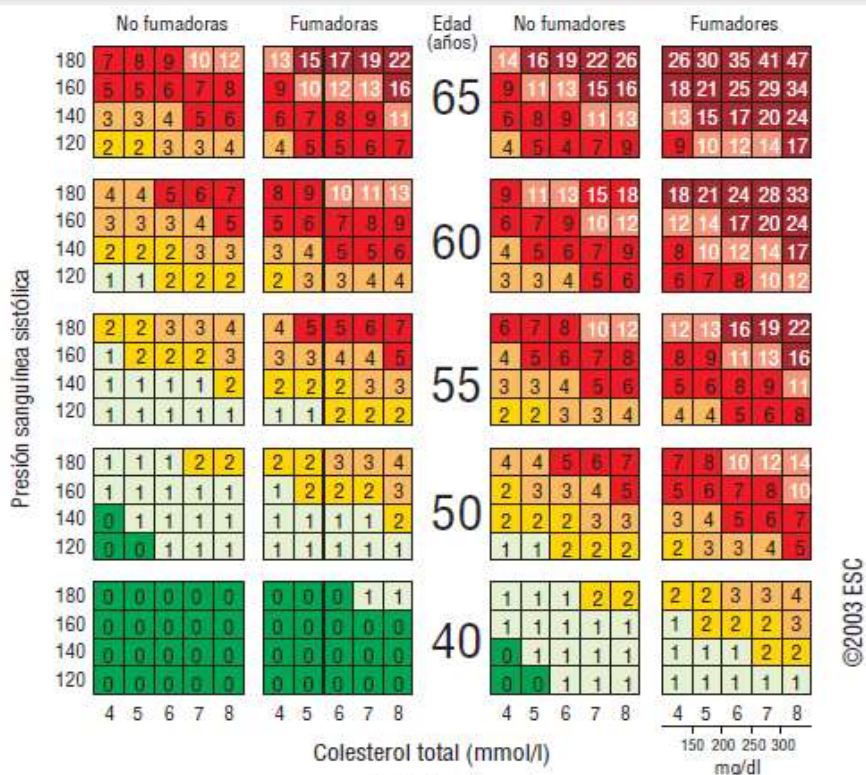 No fumadoras Fumadoras Edad (años) No fumadores Fumadores
180 7 8 9 10 12 13 15 17 19 22 14 16 19 22 26 26 30 35 41 47
160 5 5 6 7 8 9 10 12 13 16 65 9 11 13 15 16 18 21 25 29 34
140 3 3 4 5 6 6 7 8 9 11 6 8 9 11 13 13 15 17 20 24
120 2 2 3 3 4 4 5 5 6 7 4 5 4 7 9 9 10 12 14 17
180 4 4 5 6 7 8 9 10 11 13 9 11 13 15 18 18 21 24 28 33
160 3 3 3 4 5 5 6 7 8 9 60 6 7 9 10 12 12 14 17 20 24
140 2 2 2 3 3 3 4 5 5 6 4 5 6 7 9 8 10 12 14 17
120 1 1 2 2 2 2 3 3 4 4 3 3 4 5 6 6 7 8 10 12
180 2 2 3 3 4 4 5 5 6 7 6 7 8 10 12 12 13 16 19 22
160 1 2 2 2 3 3 3 4 4 5 55 4 5 6 7 8 8 9 11 13 16
140 1 1 1 1 2 2 2 2 3 3 3 3 4 5 6 5 6 8 9 11
120 1 1 1 1 1 1 1 2 2 2 2 2 3 3 4 4 4 5 6 8
180 1 1 1 2 2 2 2 3 3 4 4 4 5 6 7 7 8 10 12 14
160 1 1 1 1 1 1 2 2 2 3 50 2 3 3 4 5 5 6 7 8 10
140 0 1 1 1 1 1 1 1 1 2 2 2 2 3 3 3 4 5 6 7
120 0 0 1 1 1 1 1 1 1 1 1 1 2 2 2 2 3 3 4 5
180 0 0 0 0 0 0 0 0 1 1 1 1 1 2 2 2 2 3 3 4
160 0 0 0 0 0 0 0 0 0 0 40 1 1 1 1 1 1 2 2 2 3
140 0 0 0 0 0 0 0 0 0 0 0 1 1 1 1 1 1 1 2 2
120 0 0 0 0 0 0 0 0 0 0 0 0 1 1 1 1 1 1 1 1
4 5 6 7 8 4 5 6 7 8 4 5 6 7 8 4 5 6 7 8
150 200 250 300
mg/dl
Colesterol total (mmol/l)
Presión sanguínea sistólica
©2003 ESC